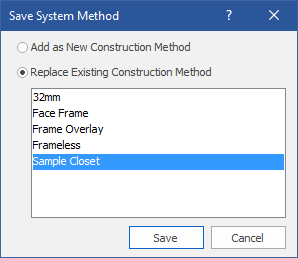 Save System Method ?
Add as New Construction Method
Replace Existing Construction Method
32mm
Face Frame
Frame Overlay
Frameless
Sample Closet
Save Cancel